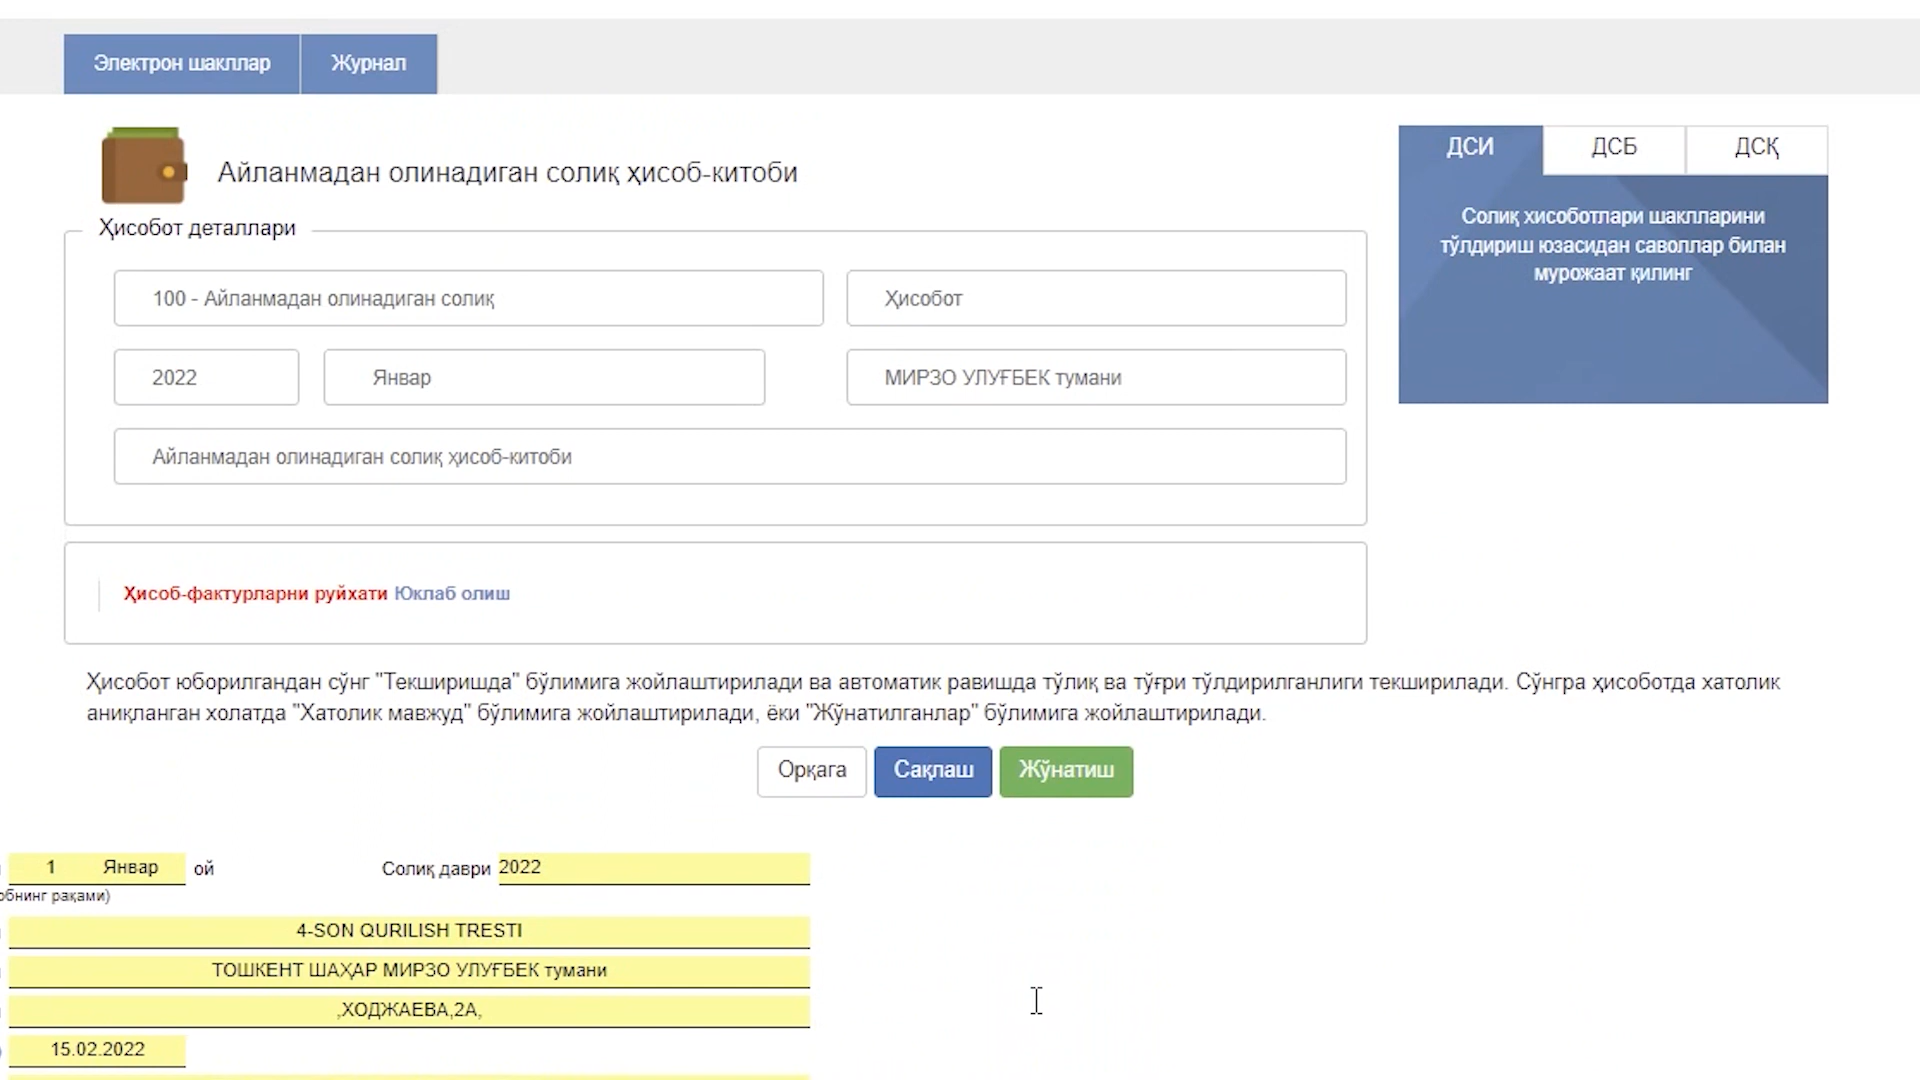 Электрон шакллар
Журнал
Айланмадан олинадиган солиқ ҳисоб-китоби
ДСИ
ДСБ
ДСҚ
Солиқ хисоботлари шаклларини
тўлдириш юзасидан саволлар билан
мурожаат қилинг
Ҳисобот деталлари
100 - Айланмадан олинадиган солиқ
Ҳисобот
2022
Январ
МИРЗО УЛУҒБЕК тумани
Айланмадан олинадиган солиқ ҳисоб-китоби
Ҳисоб-фактурларни руйхати Юклаб олиш
Ҳисобот юборилгандан сўнг "Текширишда" бўлимига жойлаштирилади ва автоматик равишда тўлиқ ва тўғри тўлдирилганлиги текширилади. Сўнгра ҳисоботда хатолик
аниқланган холатда "Хатолик мавжуд" бўлимига жойлаштирилади, ёки "Жўнатилганлар" бўлимига жойлаштирилади.
Орқага
Сақлаш
Жўнатиш
1 Январ ой Солиқ даври 2022
обнинг рақами)
4-SON QURILISH TRESTI
ТОШКЕНТ ШАҲАР МИРЗО УЛУҒБЕК тумани
,ХОДЖАЕВА,2А,
15.02.2022